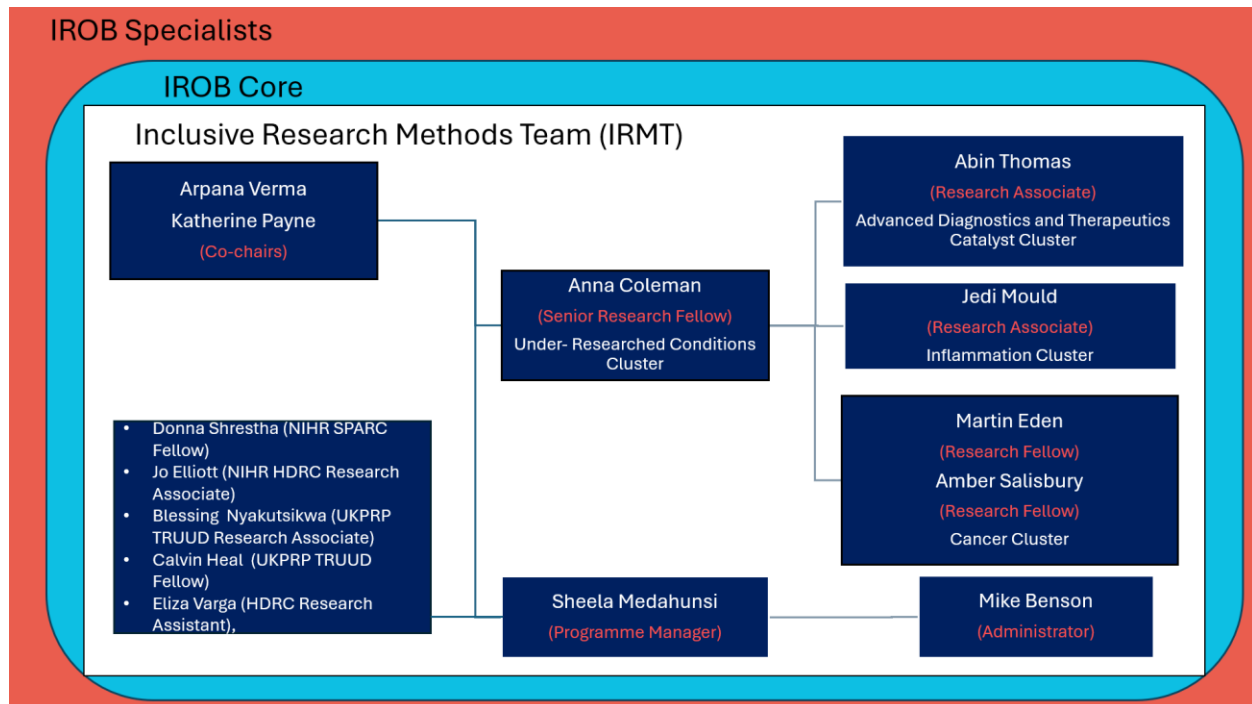 IROB Specialists
IROB Core
Inclusive Research Methods Team (IRMT)
Arpana Verma
Katherine Payne
(Co-chairs)
Anna Coleman
(Senior Research Fellow)
Under- Researched Conditions
Cluster
Abin Thomas
(Research Associate)
Advanced Diagnostics and Therapeutics
Catalyst Cluster
Jedi Mould
(Research Associate)
Inflammation Cluster
Martin Eden
(Research Fellow)
Amber Salisbury
(Research Fellow)
Cancer Cluster
• Donna Shrestha (NIHR SPARC
Fellow)
• Jo Elliott (NIHR HDRC Research
Associate)
• Blessing Nyakutsikwa (UKPRP
TRUUD Research Associate)
• Calvin Heal (UKPRP TRUUD
Fellow)
• Eliza Varga (HDRC Research
Assistant),
Sheela Medahunsi
(Programme Manager)
Mike Benson
(Administrator)